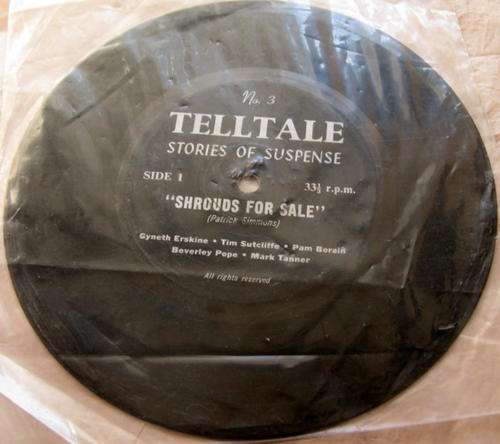 No. 3
TELLTALE
STORIES OF SUSPENSE
SIDE 1
33⅓ r.p.m.
"SHROUDS FOR SALE"
(Patrick Simmons)
Gyneth Erskine • Tim Sutcliffe • Pam Borain
Beverley Pope • Mark Tanner
All rights reserved